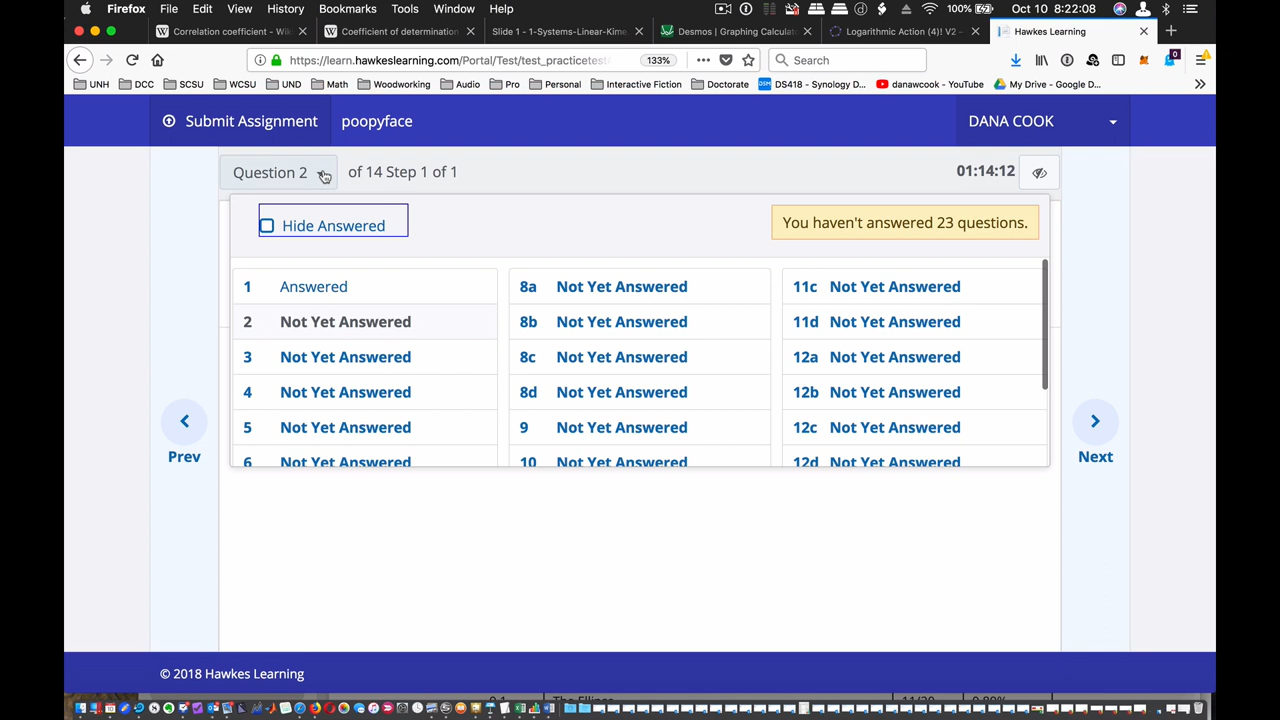 Firefox File Edit View History Bookmarks Tools Window Help 100% Oct 10 8:22:08
Correlation coefficient - Wik Coefficient of determination Slide 1 - 1-Systems-Linear-Kime Desmos | Graphing Calculat Logarithmic Action (4)! V2 - Hawkes Learning
https://learn.hawkeslearning.com/Portal/Test/test_practicetest 133% Search
UNH DCC SCSU WCSU UND Math Woodworking Audio Pro Personal Interactive Fiction Doctorate DS418 - Synology D... danawcook - YouTube My Drive - Google D...
Submit Assignment poopyface DANA COOK
Question 2 of 14 Step 1 of 1 01:14:12
Hide Answered You haven't answered 23 questions.
1 Answered 8a Not Yet Answered 11c Not Yet Answered
2 Not Yet Answered 8b Not Yet Answered 11d Not Yet Answered
3 Not Yet Answered 8c Not Yet Answered 12a Not Yet Answered
4 Not Yet Answered 8d Not Yet Answered 12b Not Yet Answered
5 Not Yet Answered 9 Not Yet Answered 12c Not Yet Answered
6 Not Yet Answered 10 Not Yet Answered 12d Not Yet Answered
Prev Next
© 2018 Hawkes Learning
The Ellipse